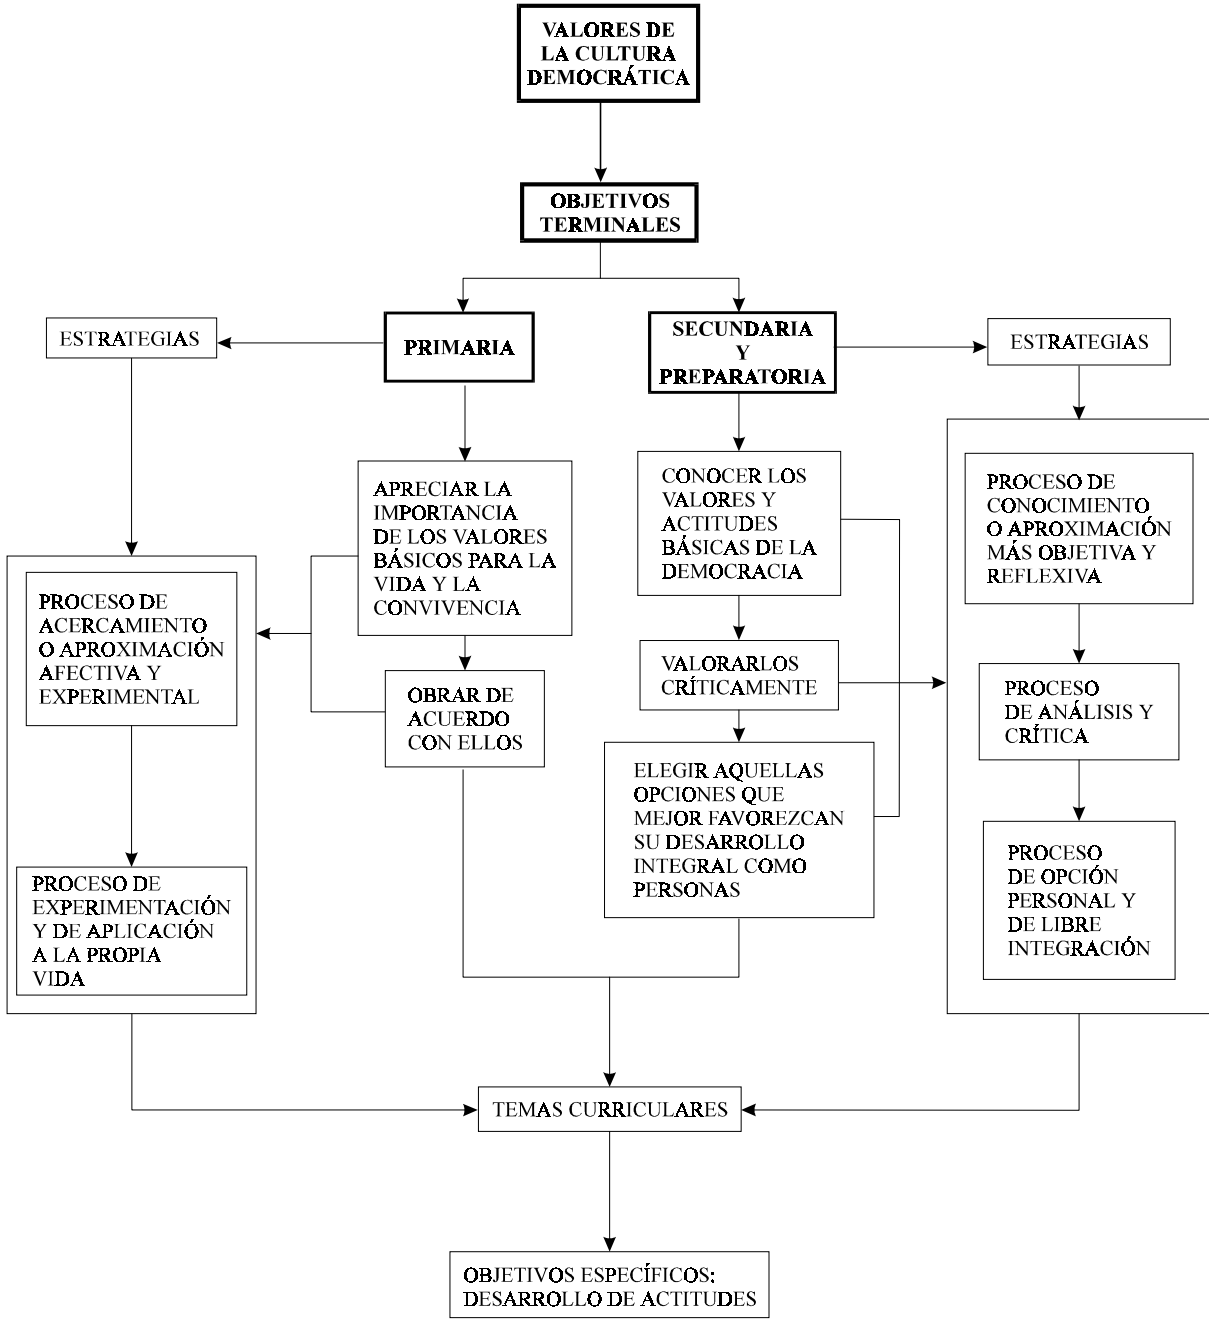 VALORES DE
LA CULTURA
DEMOCRÁTICA
OBJETIVOS
TERMINALES
ESTRATEGIAS
PRIMARIA
SECUNDARIA
Y
PREPARATORIA
ESTRATEGIAS
PROCESO DE
ACERCAMIENTO
O APROXIMACIÓN
AFECTIVA Y
EXPERIMENTAL
PROCESO DE
EXPERIMENTACIÓN
Y DE APLICACIÓN
A LA PROPIA
VIDA
APRECIAR LA
IMPORTANCIA
DE LOS VALORES
BÁSICOS PARA LA
VIDA Y LA
CONVIVENCIA
OBRAR DE
ACUERDO
CON ELLOS
CONOCER LOS
VALORES Y
ACTITUDES
BÁSICAS DE LA
DEMOCRACIA
VALORARLOS
CRÍTICAMENTE
ELEGIR AQUELLAS
OPCIONES QUE
MEJOR FAVOREZCAN
SU DESARROLLO
INTEGRAL COMO
PERSONAS
PROCESO DE
CONOCIMIENTO
O APROXIMACIÓN
MÁS OBJETIVA Y
REFLEXIVA
PROCESO
DE ANÁLISIS Y
CRÍTICA
PROCESO
DE OPCIÓN
PERSONAL Y
DE LIBRE
INTEGRACIÓN
TEMAS CURRICULARES
OBJETIVOS ESPECÍFICOS:
DESARROLLO DE ACTITUDES